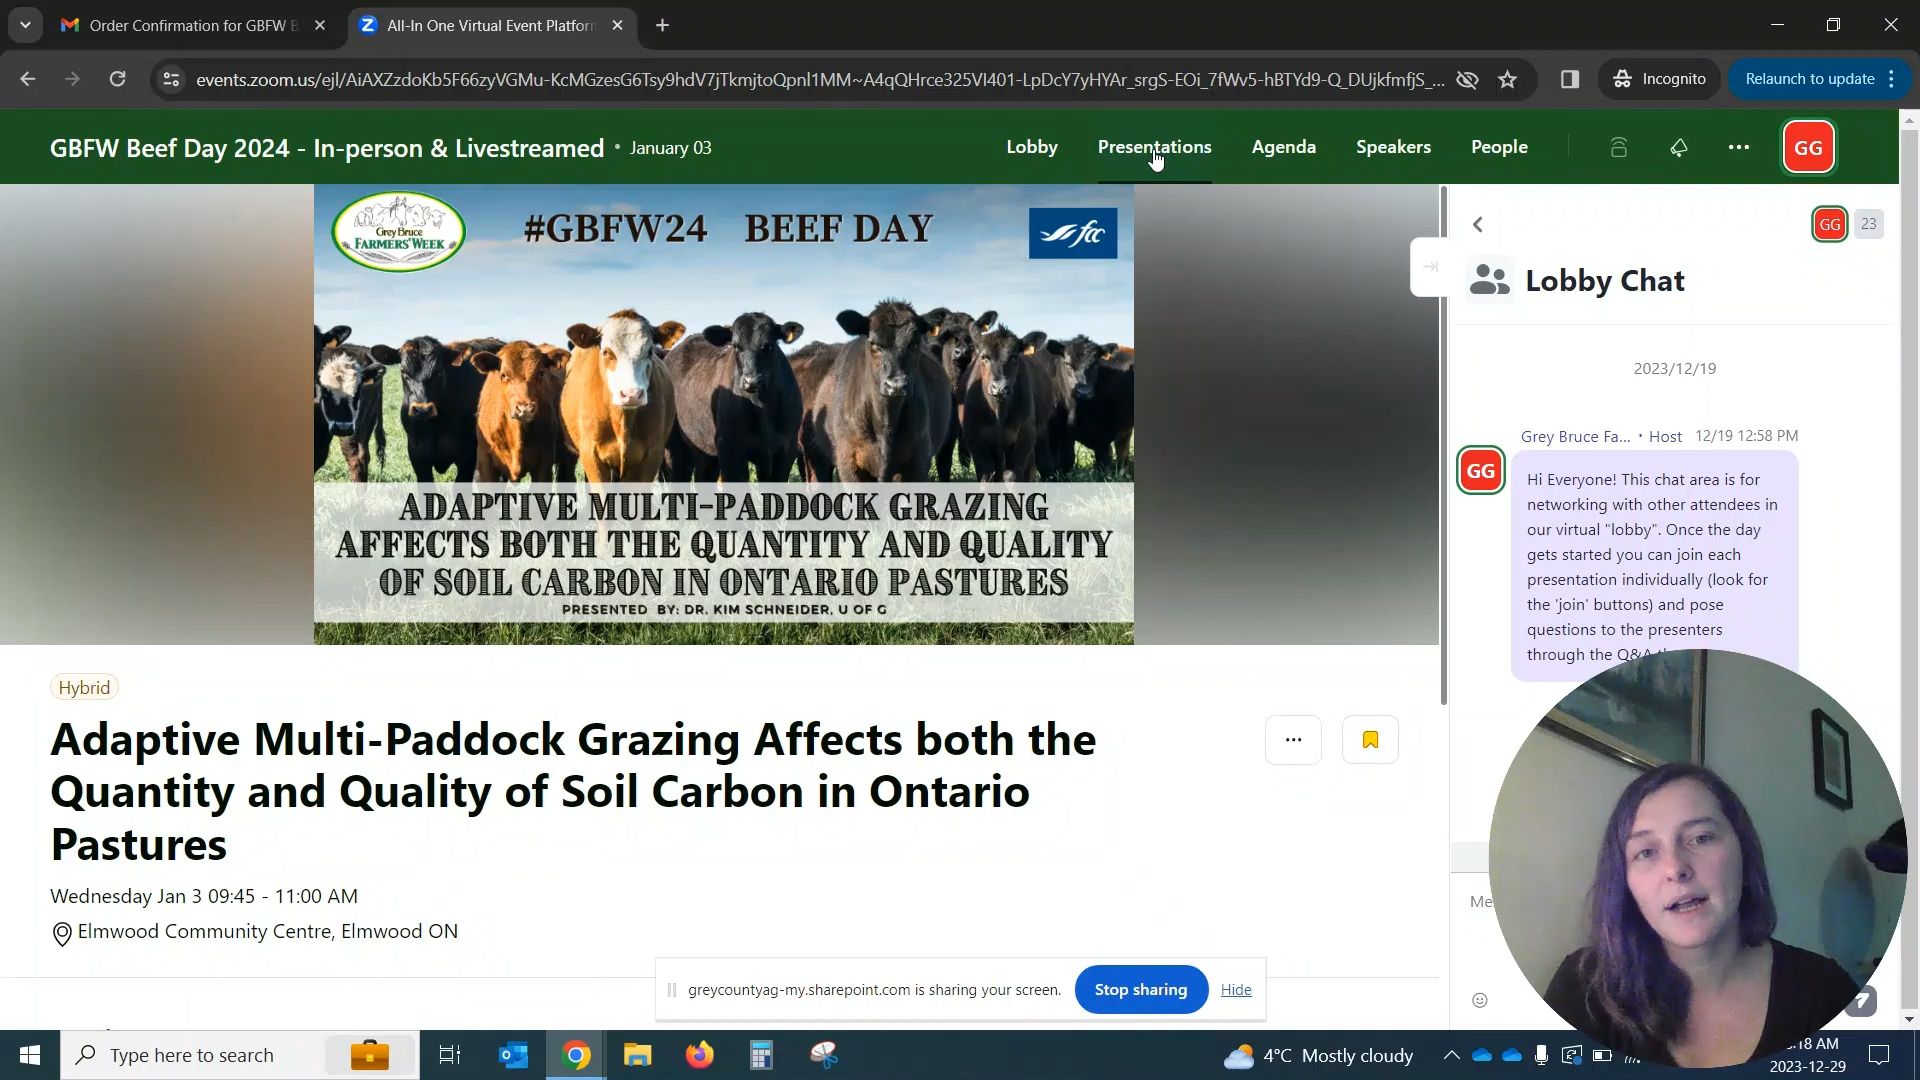 Order Confirmation for GBFW B
All-In One Virtual Event Platform
events.zoom.us/ejl/AiAXZzdoKb5F66zyVGMu-KcMGzesG6Tsy9hdV7jTkmjtoQpnl1MM~A4qQHrce325VI401-LpDcY7yHYAr_srgS-EOi_7fWv5-hBTYd9-Q_DUjkfmfjS_...
Incognito
Relaunch to update
GBFW Beef Day 2024 - In-person & Livestreamed • January 03
Lobby
Presentations
Agenda
Speakers
People
GG
Grey Bruce
FARMERS' WEEK
#GBFW24 BEEF DAY
fcc
ADAPTIVE MULTI-PADDOCK GRAZING
AFFECTS BOTH THE QUANTITY AND QUALITY
OF SOIL CARBON IN ONTARIO PASTURES
PRESENTED BY: DR. KIM SCHNEIDER, U OF G
Hybrid
Adaptive Multi-Paddock Grazing Affects both the
Quantity and Quality of Soil Carbon in Ontario
Pastures
Wednesday Jan 3 09:45 - 11:00 AM
Elmwood Community Centre, Elmwood ON
GG 23
Lobby Chat
2023/12/19
Grey Bruce Fa... • Host 12/19 12:58 PM
GG
Hi Everyone! This chat area is for
networking with other attendees in
our virtual "lobby". Once the day
gets started you can join each
presentation individually (look for
the 'join' buttons) and pose
questions to the presenters
through the Q&A
greycountyag-my.sharepoint.com is sharing your screen.
Stop sharing
Hide
Type here to search
4°C Mostly cloudy
:18 AM
2023-12-29